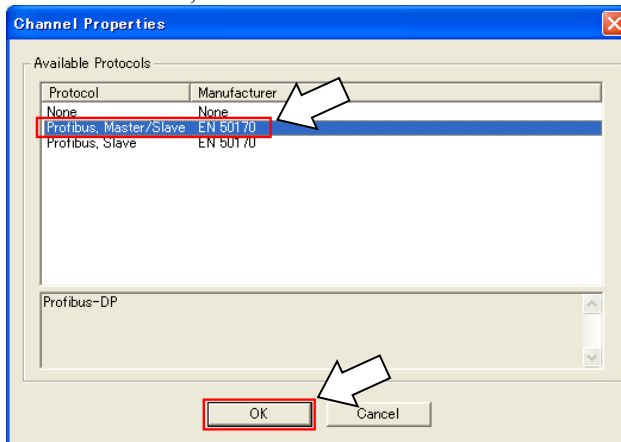 Channel Properties
Available Protocols
Protocol Manufacturer
None None
Profibus, Master/Slave EN 50170
Profibus, Slave EN 50170
Profibus-DP
OK Cancel